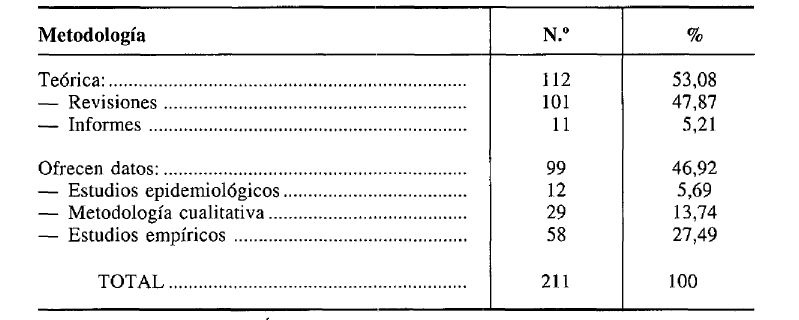 Metodología N.º %
Teórica: 112 53,08
— Revisiones 101 47,87
— Informes 11 5,21
Ofrecen datos: 99 46,92
— Estudios epidemiológicos 12 5,69
— Metodología cualitativa 29 13,74
— Estudios empíricos 58 27,49
TOTAL 211 100